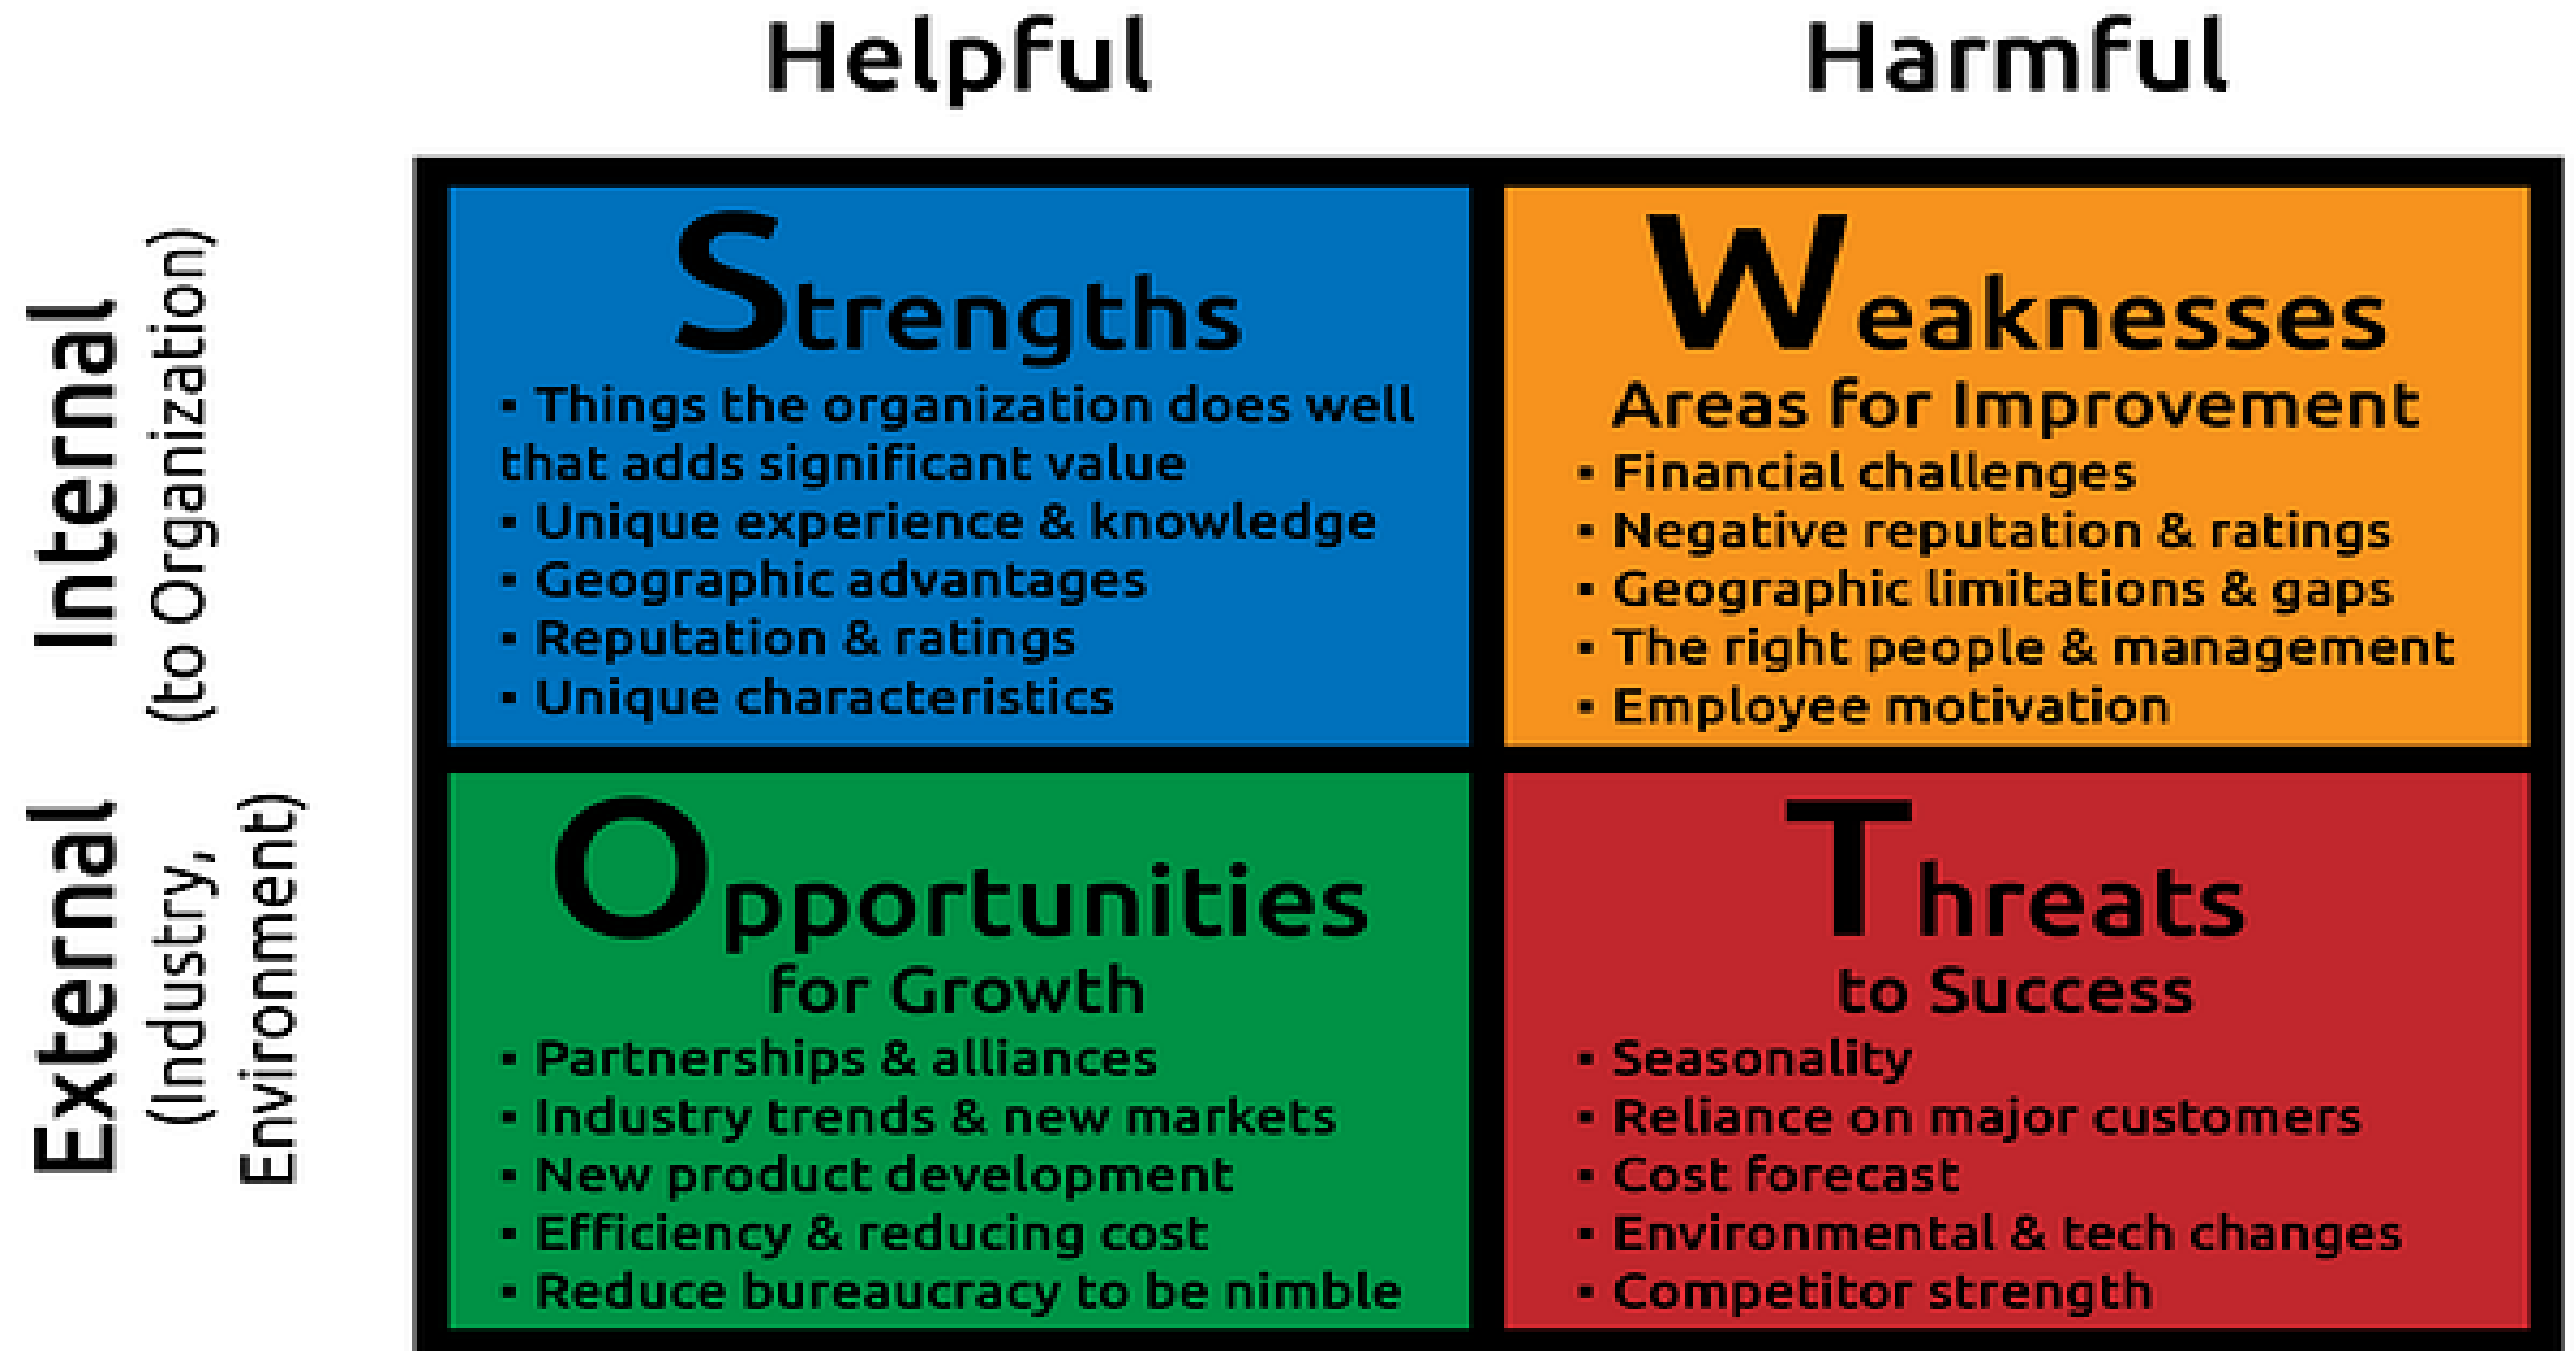 Helpful
Harmful
Internal
(to Organization)
Strengths
▪ Things the organization does well
that adds significant value
▪ Unique experience & knowledge
▪ Geographic advantages
▪ Reputation & ratings
▪ Unique characteristics
Weaknesses
Areas for Improvement
▪ Financial challenges
▪ Negative reputation & ratings
▪ Geographic limitations & gaps
▪ The right people & management
▪ Employee motivation
External
(Industry,
Environment)
Opportunities
for Growth
▪ Partnerships & alliances
▪ Industry trends & new markets
▪ New product development
▪ Efficiency & reducing cost
▪ Reduce bureaucracy to be nimble
Threats
to Success
▪ Seasonality
▪ Reliance on major customers
▪ Cost forecast
▪ Environmental & tech changes
▪ Competitor strength